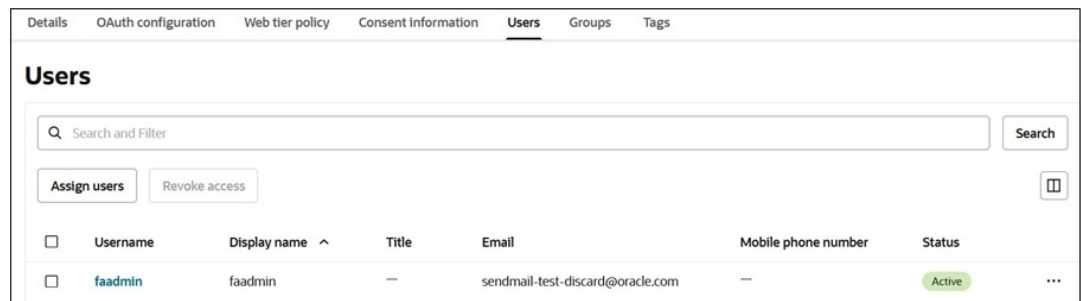 Details OAuth configuration Web tier policy Consent information Users Groups Tags
Users
Search and Filter Search
Assign users Revoke access
Username Display name Title Email Mobile phone number Status
faadmin faadmin — sendmail-test-discard@oracle.com — Active ...